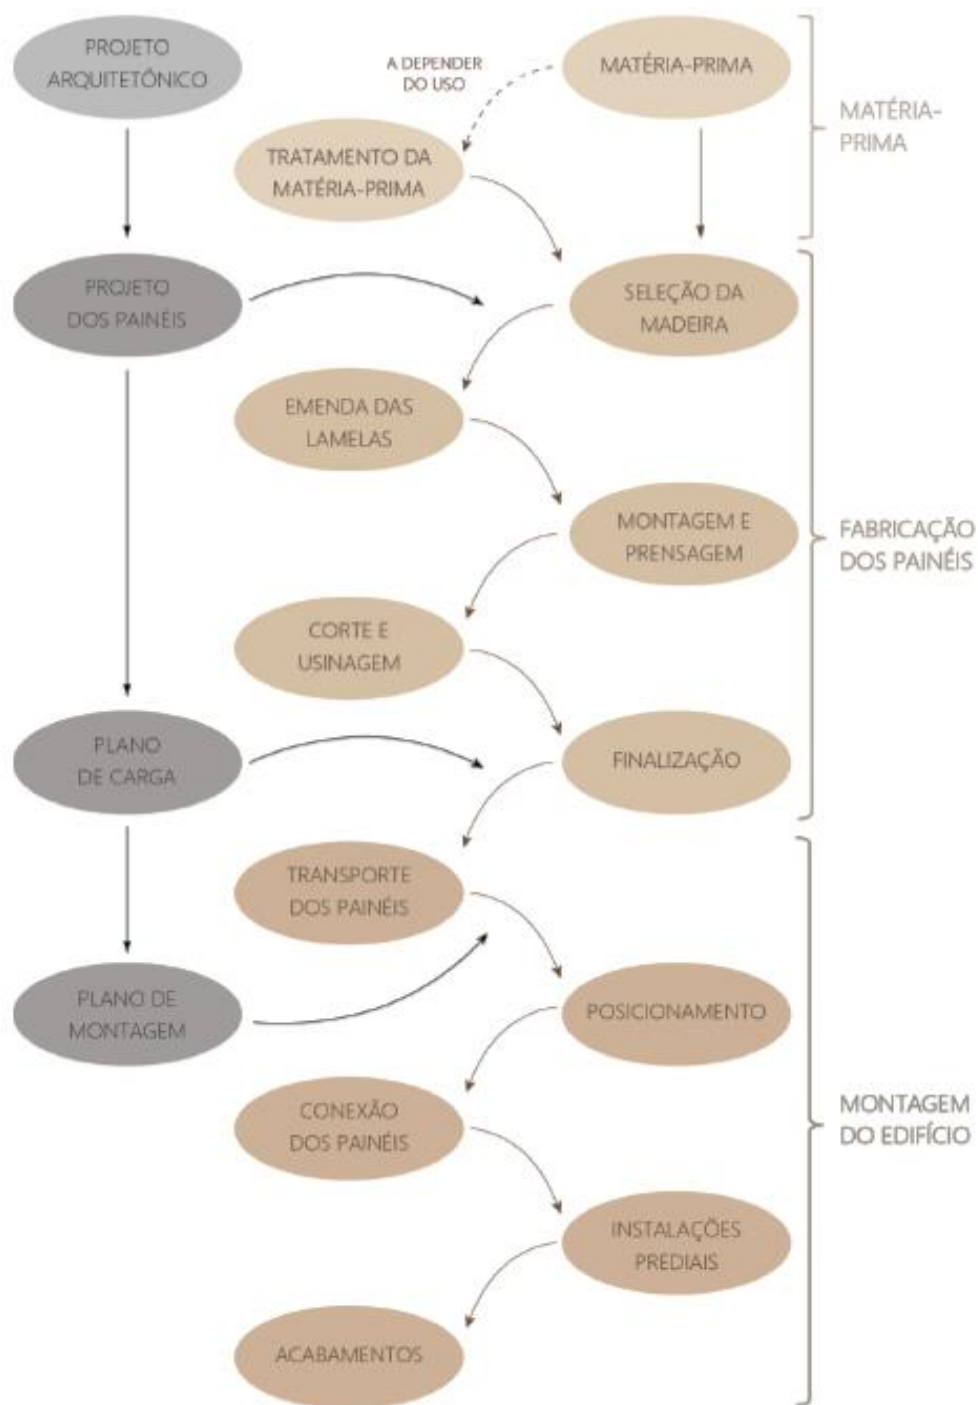 PROJETO
ARQUITETÔNICO
A DEPENDER
DO USO
MATÉRIA-PRIMA
MATÉRIA-
PRIMA
TRATAMENTO DA
MATÉRIA-PRIMA
PROJETO
DOS PAINÉIS
SELEÇÃO DA
MADEIRA
EMENDA DAS
LAMELAS
MONTAGEM E
PRENSAGEM
FABRICAÇÃO
DOS PAINÉIS
CORTE E
USINAGEM
PLANO
DE CARGA
FINALIZAÇÃO
TRANSPORTE
DOS PAINÉIS
PLANO DE
MONTAGEM
POSICIONAMENTO
CONEXÃO
DOS PAINÉIS
MONTAGEM
DO EDIFÍCIO
INSTALAÇÕES
PREDIAIS
ACABAMENTOS